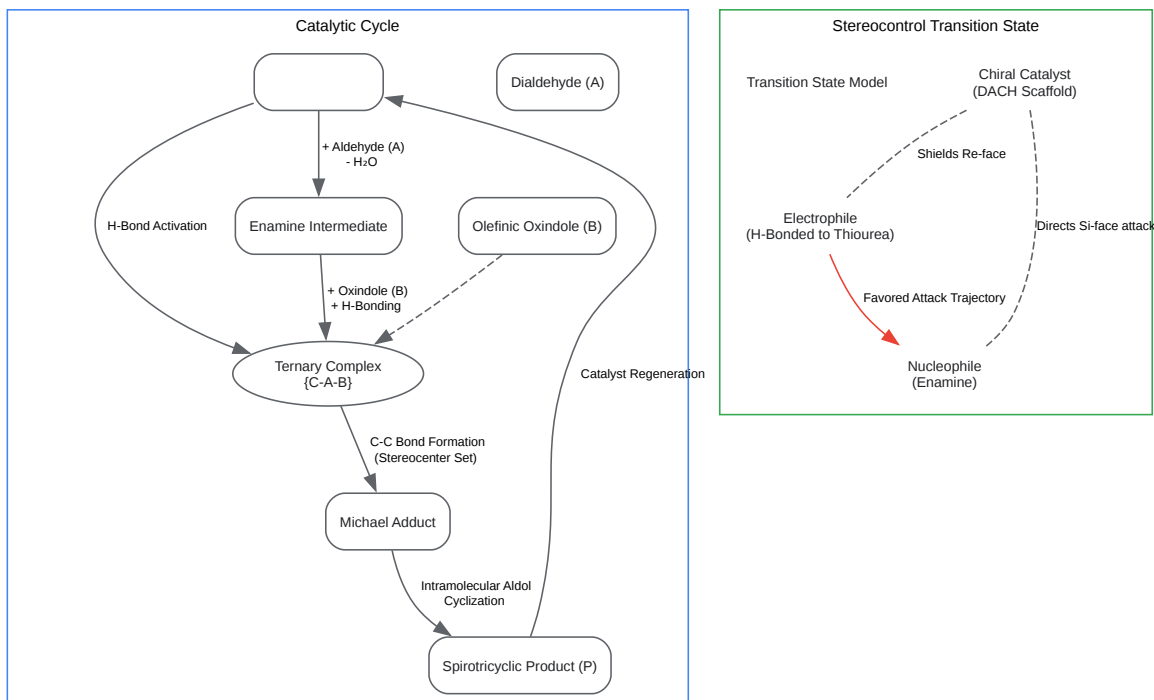 Catalytic Cycle
Dialdehyde (A)
+ Aldehyde (A)
- H₂O
H-Bond Activation
Enamine Intermediate
Olefinic Oxindole (B)
+ Oxindole (B)
+ H-Bonding
Ternary Complex
{C-A-B}
Catalyst Regeneration
C-C Bond Formation
(Stereocenter Set)
Michael Adduct
Intramolecular Aldol
Cyclization
Spirotricyclic Product (P)
Stereocontrol Transition State
Transition State Model
Chiral Catalyst
(DACH Scaffold)
Shields Re-face
Electrophile
(H-Bonded to Thiourea)
Directs Si-face attack
Favored Attack Trajectory
Nucleophile
(Enamine)